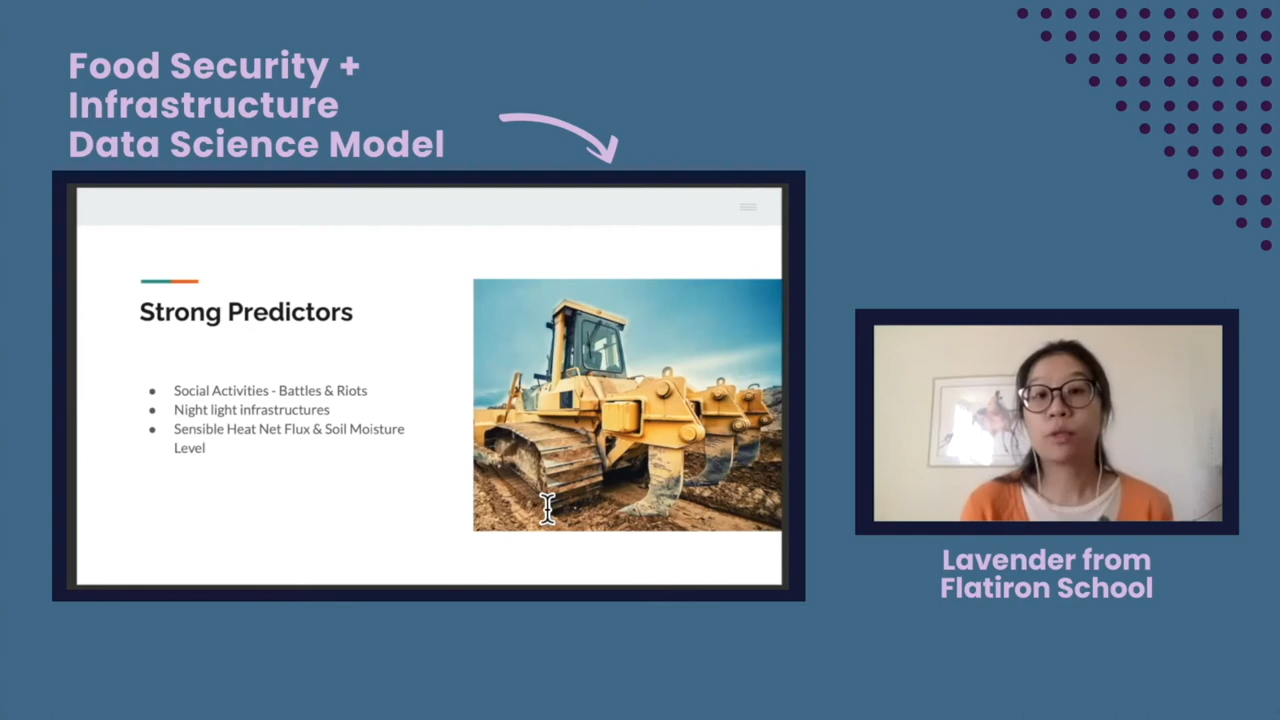 Food Security +
Infrastructure
Data Science Model
Strong Predictors
● Social Activities - Battles & Riots
● Night light infrastructures
● Sensible Heat Net Flux & Soil Moisture
Level
Lavender from
Flatiron School